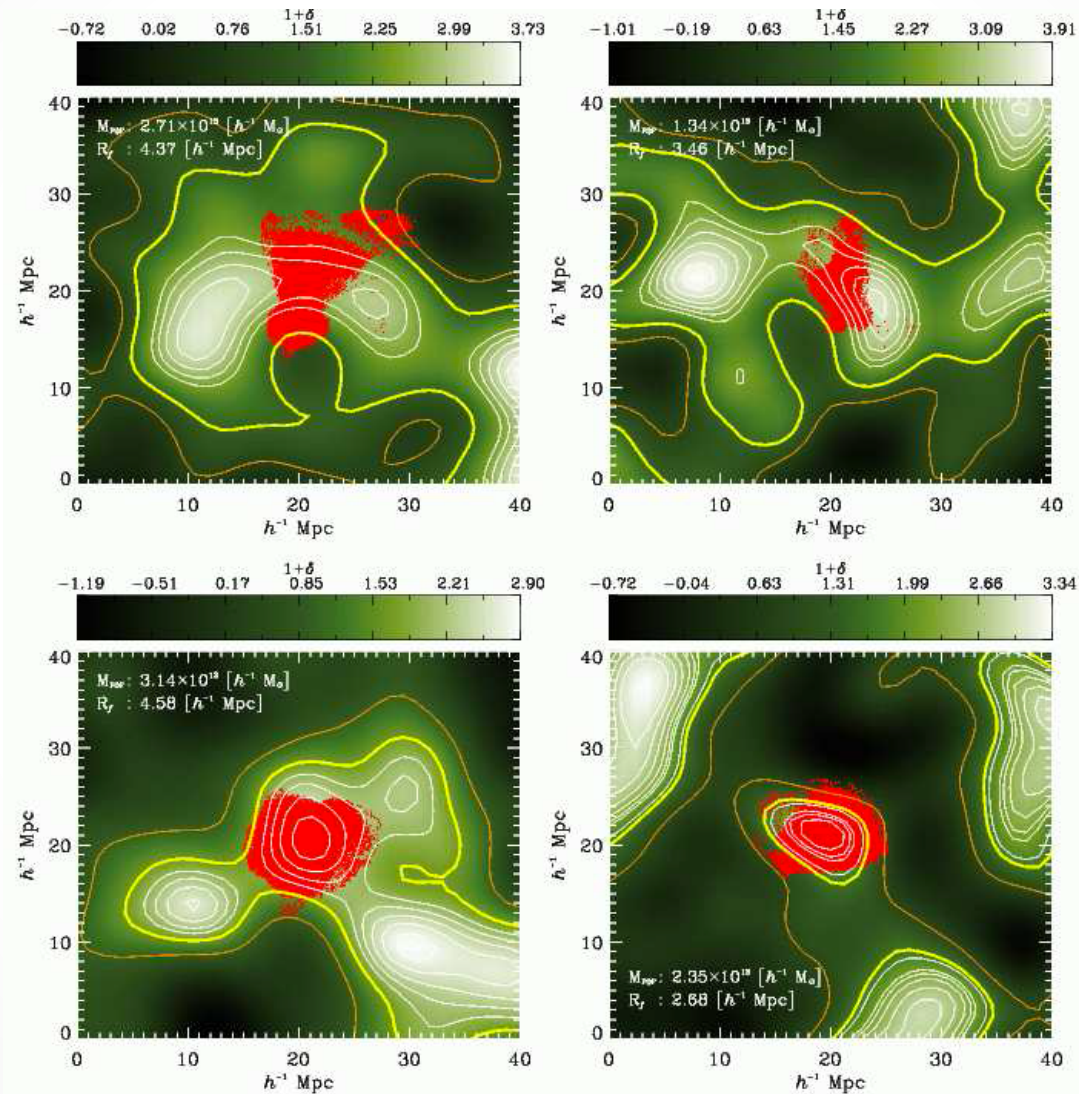 1+δ 1+δ
−0.72 0.02 0.76 1.51 2.25 2.99 3.73 −1.01 −0.19 0.63 1.45 2.27 3.09 3.91
40 40
M : 2.71×10¹³ [h⁻¹ M⊙] M : 1.34×10¹³ [h⁻¹ M⊙]
R_f : 4.37 [h⁻¹ Mpc] R_f : 3.46 [h⁻¹ Mpc]
30 30
h⁻¹ Mpc h⁻¹ Mpc
20 20
10 10
0 0
0 10 20 30 40 0 10 20 30 40
h⁻¹ Mpc h⁻¹ Mpc
1+δ 1+δ
−1.19 −0.51 0.17 0.85 1.53 2.21 2.90 −0.72 −0.04 0.63 1.31 1.99 2.66 3.34
40 40
M : 3.14×10¹³ [h⁻¹ M⊙]
R_f : 4.58 [h⁻¹ Mpc]
30 30
h⁻¹ Mpc h⁻¹ Mpc
20 20
10 10
M : 2.35×10¹³ [h⁻¹ M⊙]
R_f : 2.68 [h⁻¹ Mpc]
0 0
0 10 20 30 40 0 10 20 30 40
h⁻¹ Mpc h⁻¹ Mpc